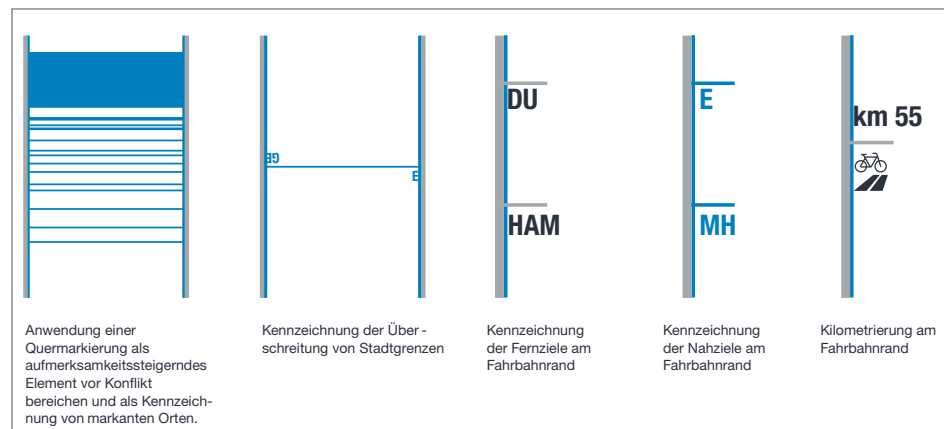 GE
E
DU
HAM
E
MH
km 55
Anwendung einer
Quermarkierung als
aufmerksamkeitssteigerndes
Element vor Konflikt
bereichen und als Kennzeich-
nung von markanten Orten.
Kennzeichnung der Über -
schreitung von Stadtgrenzen
Kennzeichnung
der Fernziele am
Fahrbahnrand
Kennzeichnung
der Nahziele am
Fahrbahnrand
Kilometrierung am
Fahrbahnrand